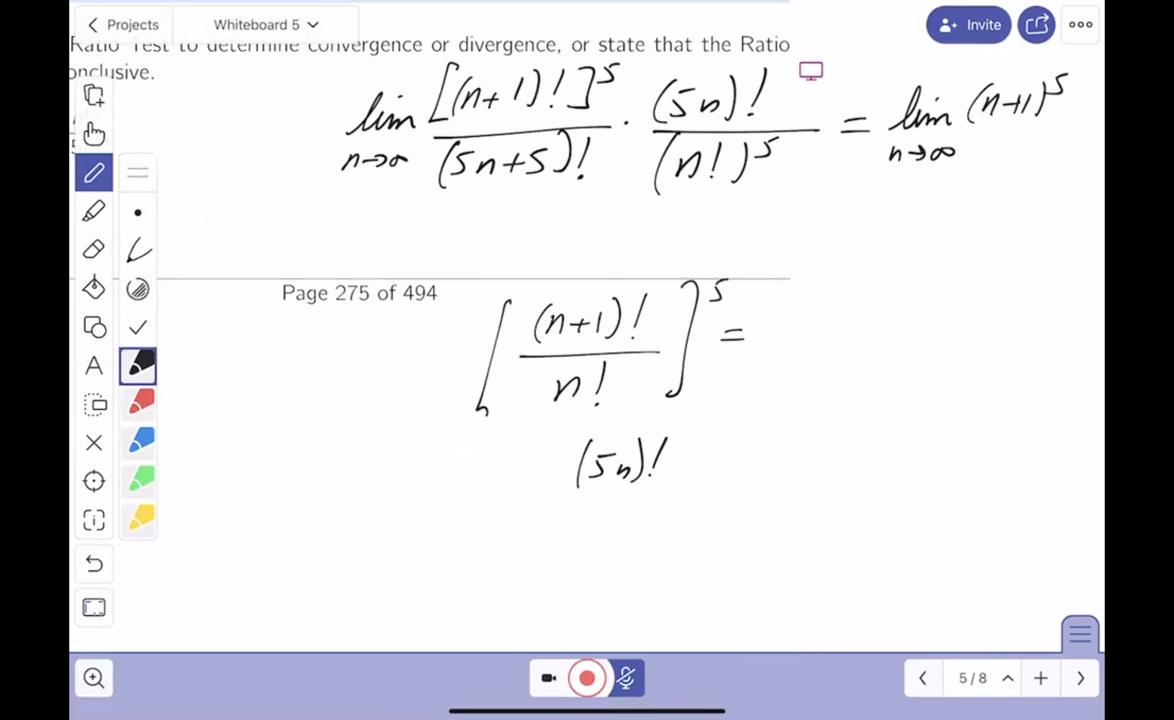 Projects
Whiteboard 5
Invite
Ratio Test to determine convergence or divergence, or state that the Ratio
onclusive.
lim n→∞ [(n+1)!]^5 / (5n+5)! · (5n)! / (n!)^5 = lim n→∞ (n+1)^5
Page 275 of 494
[ (n+1)! / n! ]^5 =
(5n)!
A
5/8